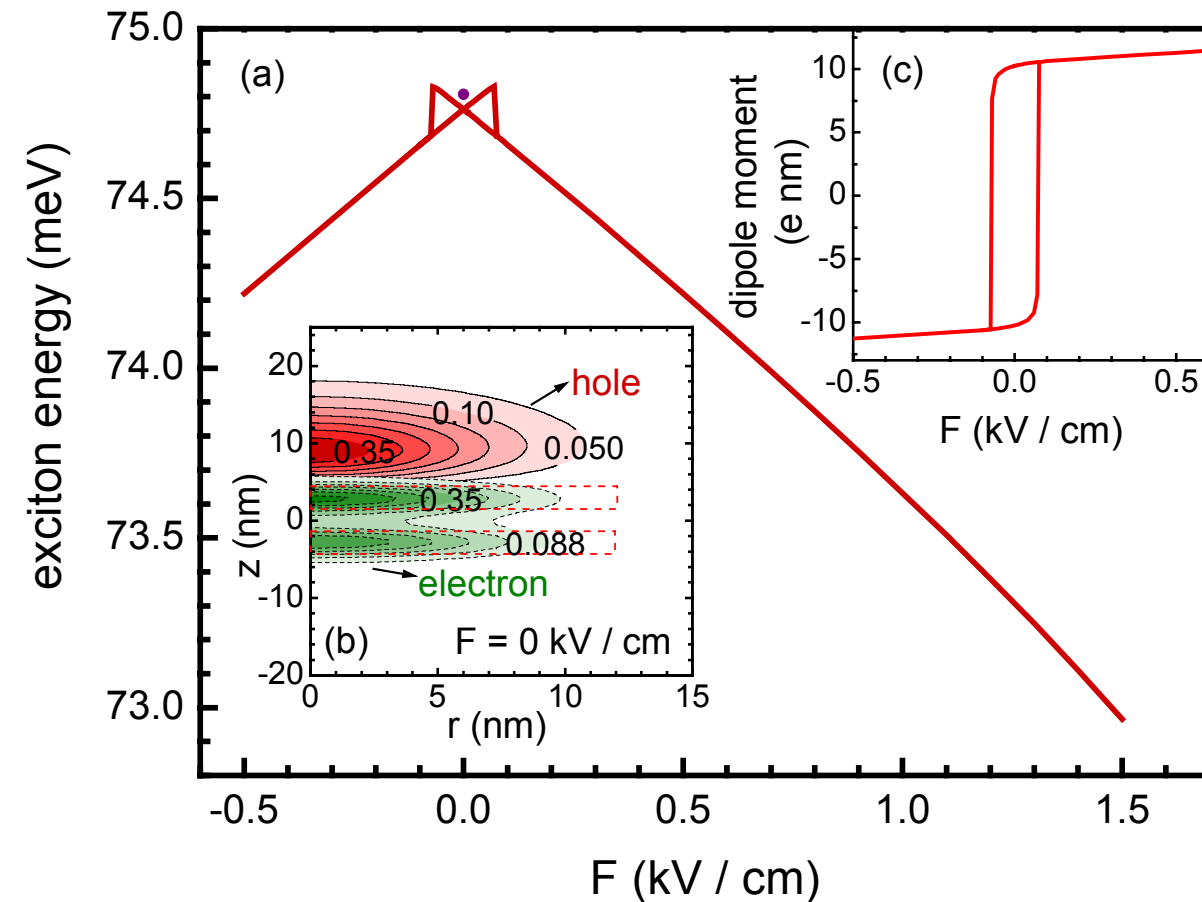 75.0
74.5
74.0
73.5
73.0
exciton energy (meV)
-0.5
0.0
0.5
1.0
1.5
F (kV / cm)
(a)
20
10
0
-10
-20
z (nm)
0
5
10
15
r (nm)
hole
0.10
0.35
0.050
0.35
0.088
electron
(b)
F = 0 kV / cm
(c)
10
5
0
-5
-10
dipole moment
(e nm)
-0.5
0.0
0.5
F (kV / cm)